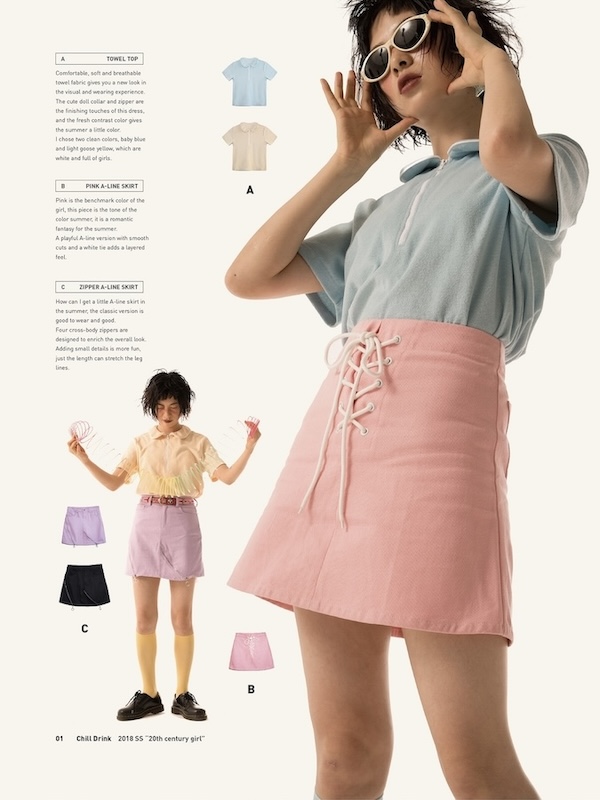 A TOWEL TOP
Comfortable, soft and breathable
towel fabric gives you a new look in
the visual and wearing experience.
The cute doll collar and zipper are
the finishing touches of this dress,
and the fresh contrast color gives
the summer a little color.
I chose two clean colors, baby blue
and light goose yellow, which are
white and full of girls.
A
B PINK A-LINE SKIRT
Pink is the benchmark color of the
girl, this piece is the tone of the
color summer, it is a romantic
fantasy for the summer.
A playful A-line version with smooth
cuts and a white tie adds a layered
feel.
C ZIPPER A-LINE SKIRT
How can I get a little A-line skirt in
the summer, the classic version is
good to wear and good.
Four cross-body zippers are
designed to enrich the overall look.
Adding small details is more fun,
just the length can stretch the leg
lines.
C
B
01 Chill Drink 2018 SS "20th century girl"